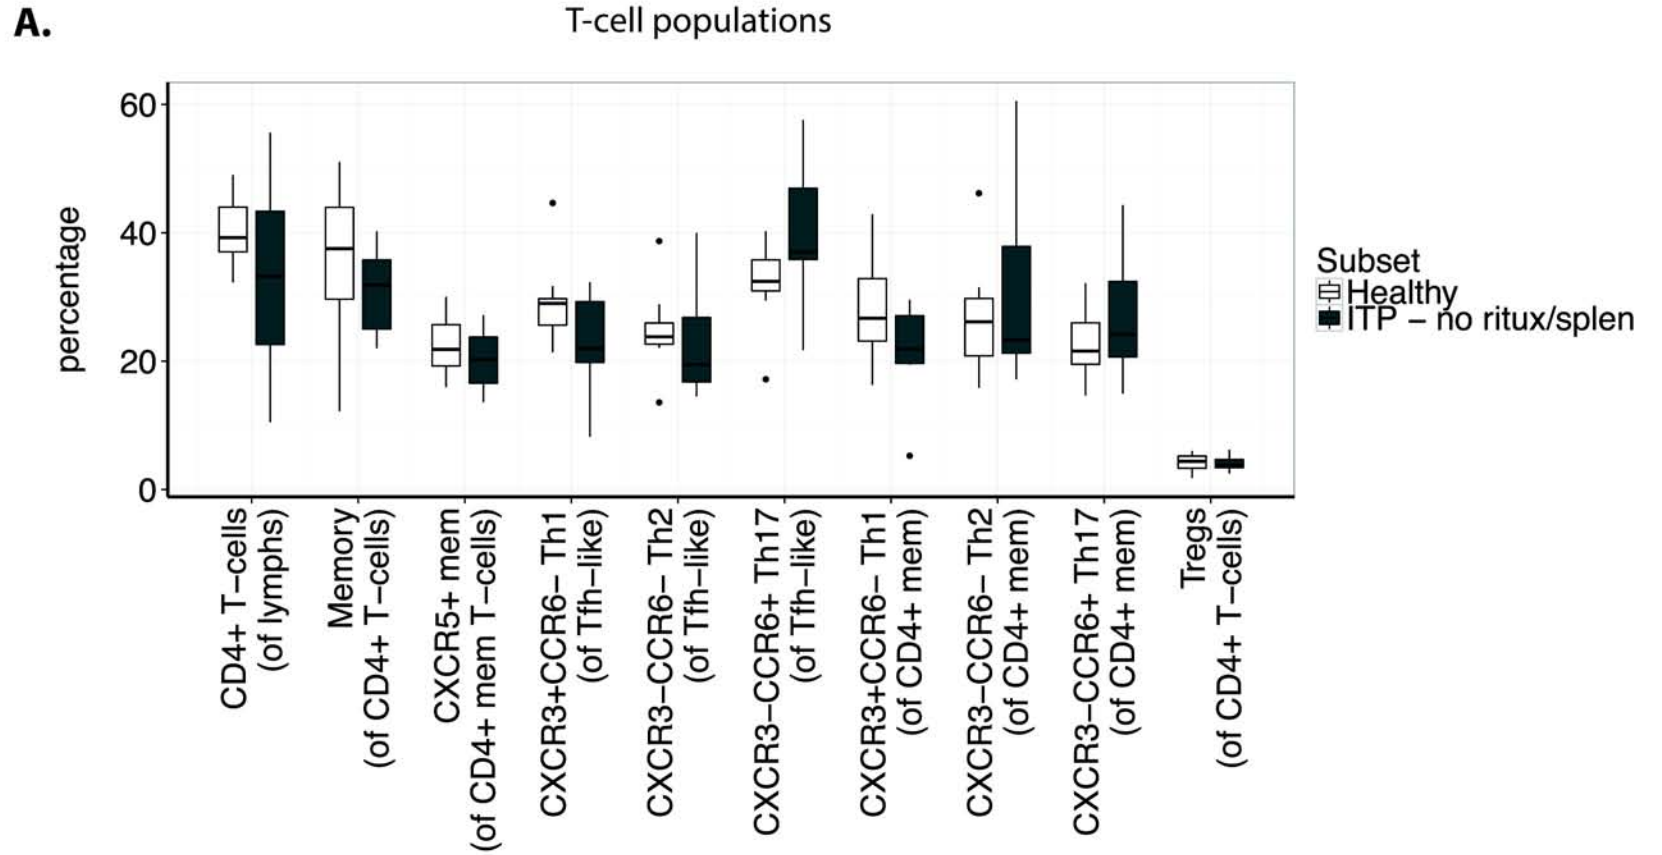 A.
T-cell populations
percentage
60
40
20
0
CD4+ T−cells
(of lymphs)
Memory
(of CD4+ T−cells)
CXCR5+ mem
(of CD4+ mem T−cells)
CXCR3+CCR6− Th1
(of Tfh−like)
CXCR3−CCR6− Th2
(of Tfh−like)
CXCR3−CCR6+ Th17
(of Tfh−like)
CXCR3+CCR6− Th1
(of CD4+ mem)
CXCR3−CCR6− Th2
(of CD4+ mem)
CXCR3−CCR6+ Th17
(of CD4+ mem)
Tregs
(of CD4+ T−cells)
Subset
Healthy
ITP − no ritux/splen